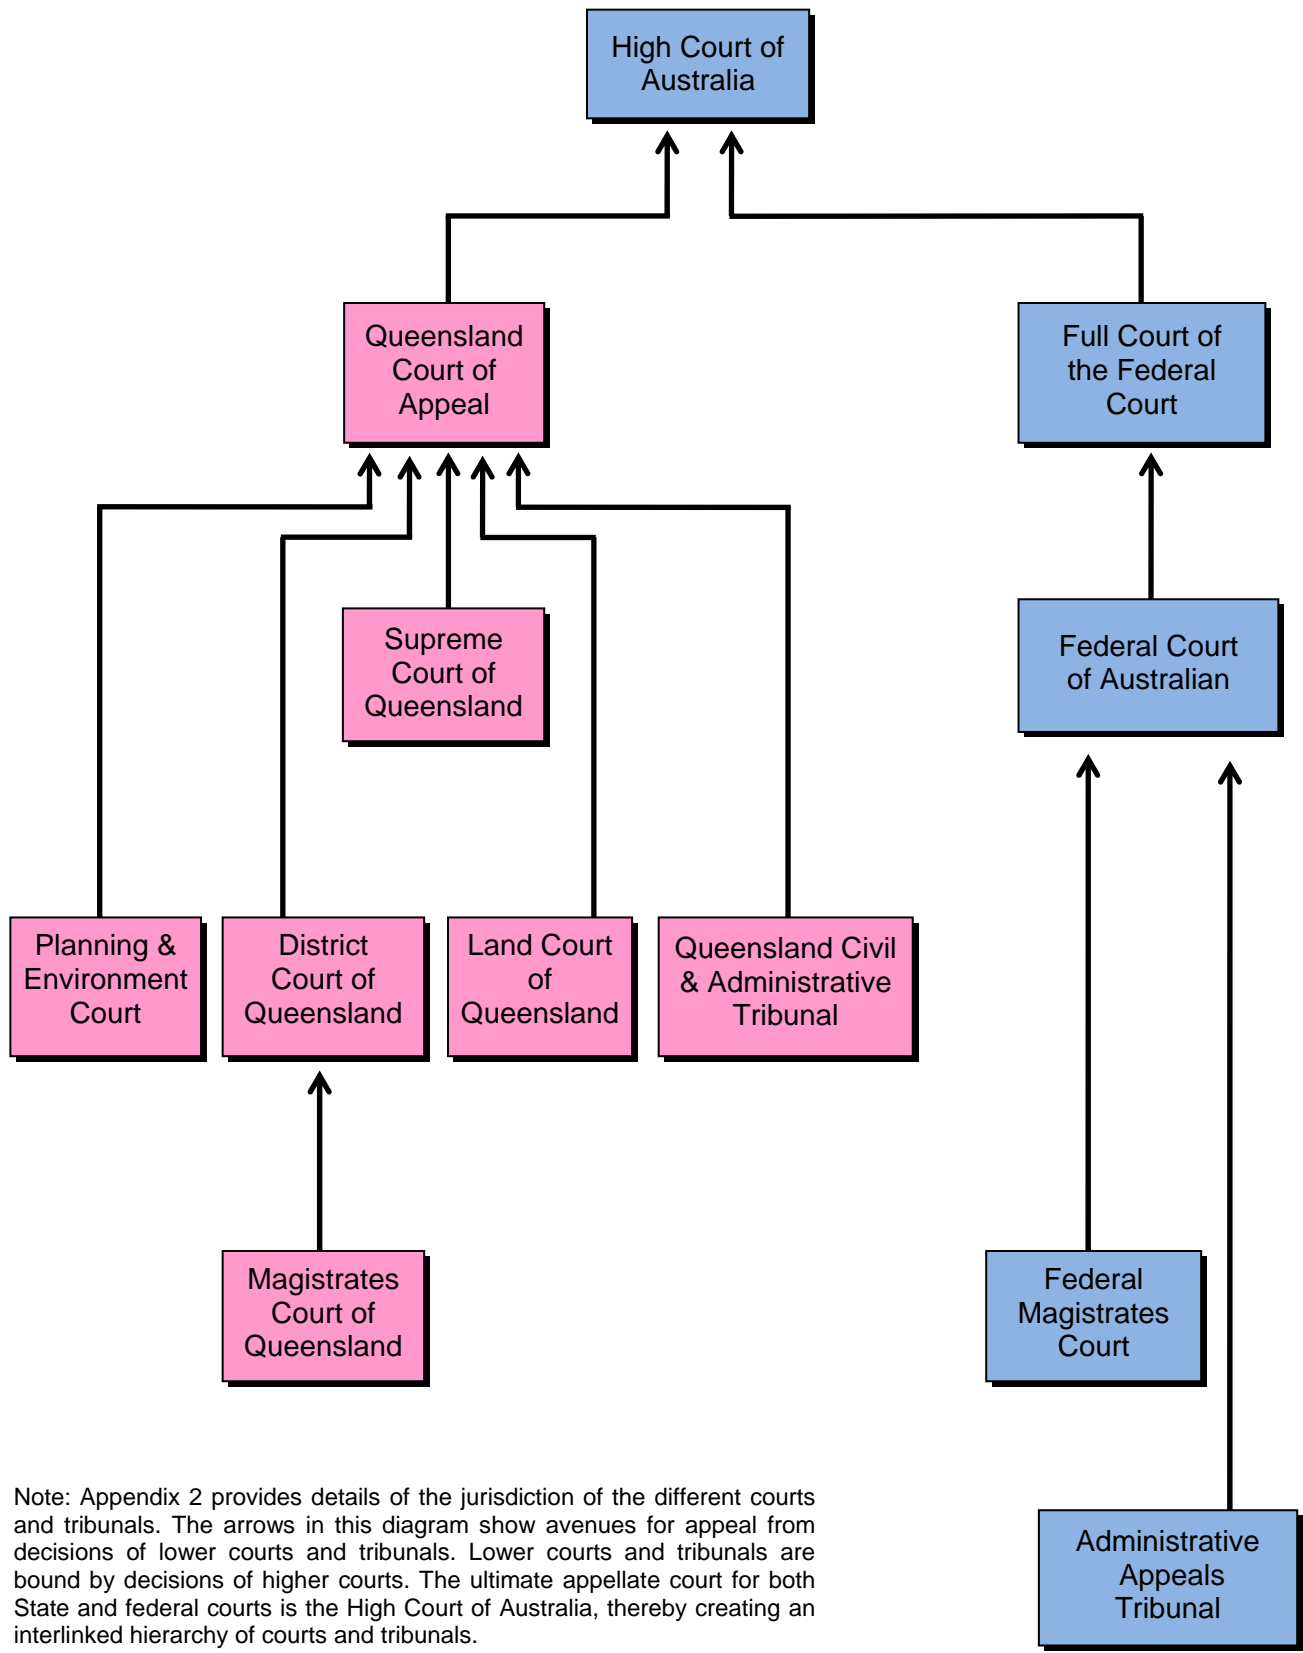 High Court of
Australia
Queensland
Court of
Appeal
Full Court of
the Federal
Court
Supreme
Court of
Queensland
Federal Court
of Australian
Planning &
Environment
Court
District
Court of
Queensland
Land Court
of
Queensland
Queensland Civil
& Administrative
Tribunal
Magistrates
Court of
Queensland
Federal
Magistrates
Court
Administrative
Appeals
Tribunal
Note: Appendix 2 provides details of the jurisdiction of the different courts
and tribunals. The arrows in this diagram show avenues for appeal from
decisions of lower courts and tribunals. Lower courts and tribunals are
bound by decisions of higher courts. The ultimate appellate court for both
State and federal courts is the High Court of Australia, thereby creating an
interlinked hierarchy of courts and tribunals.